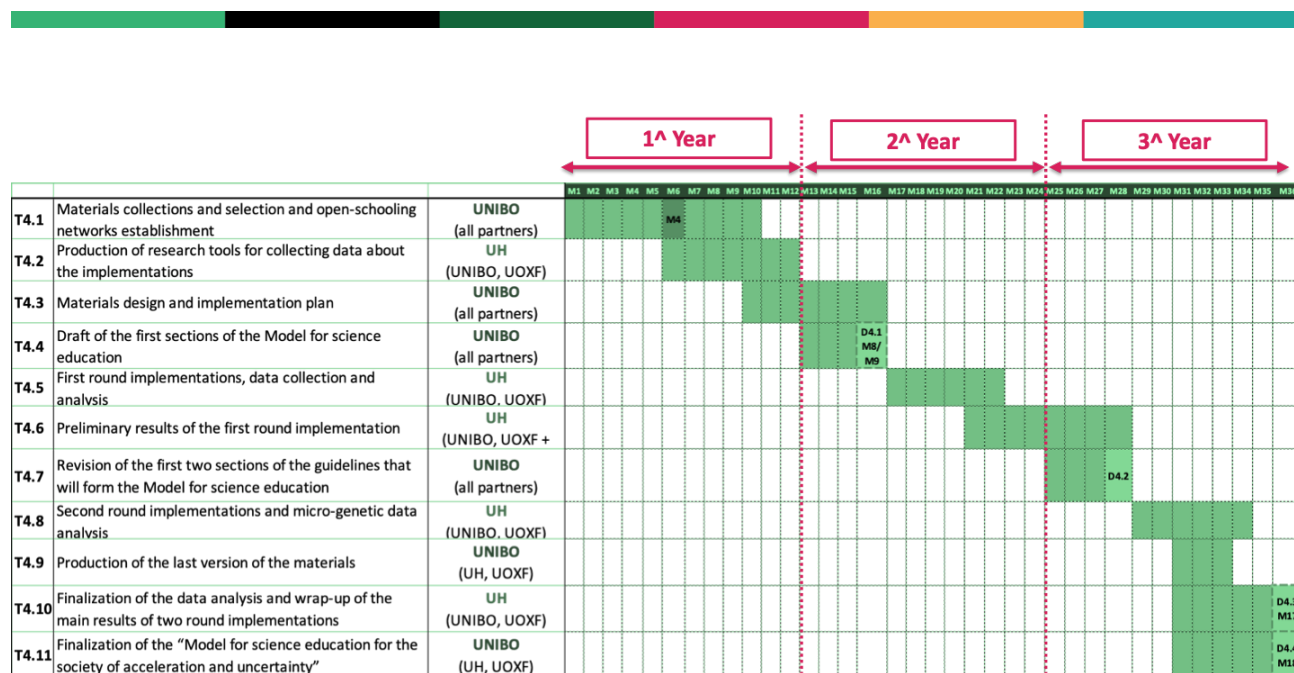 1^ Year
2^ Year
3^ Year
M1 M2 M3 M4 M5 M6 M7 M8 M9 M10 M11 M12 M13 M14 M15 M16 M17 M18 M19 M20 M21 M22 M23 M24 M25 M26 M27 M28 M29 M30 M31 M32 M33 M34 M35
T4.1
Materials collections and selection and open-schooling
networks establishment
UNIBO
(all partners)
M4
T4.2
Production of research tools for collecting data about
the implementations
UH
(UNIBO, UOXF)
T4.3
Materials design and implementation plan
UNIBO
(all partners)
T4.4
Draft of the first sections of the Model for science
education
UNIBO
(all partners)
D4.1
M8/
M9
T4.5
First round implementations, data collection and
analysis
UH
(UNIBO. UOXF)
T4.6
Preliminary results of the first round implementation
UH
(UNIBO, UOXF +
T4.7
Revision of the first two sections of the guidelines that
will form the Model for science education
UNIBO
(all partners)
D4.2
T4.8
Second round implementations and micro-genetic data
analysis
UH
(UNIBO. UOXF)
T4.9
Production of the last version of the materials
UNIBO
(UH, UOXF)
T4.10
Finalization of the data analysis and wrap-up of the
main results of two round implementations
UH
(UNIBO, UOXF)
T4.11
Finalization of the “Model for science education for the
society of acceleration and uncertainty”
UNIBO
(UH, UOXF)